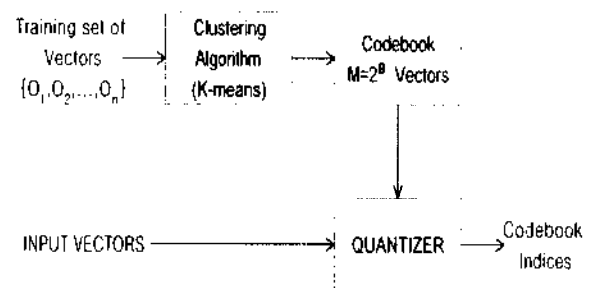 Training set of
Vectors
{O₁,O₂,...,Oₙ}
Clustering
Algorithm
(K-means)
Codebook
M=2ᴮ Vectors
INPUT VECTORS
QUANTIZER
Codebook
Indices